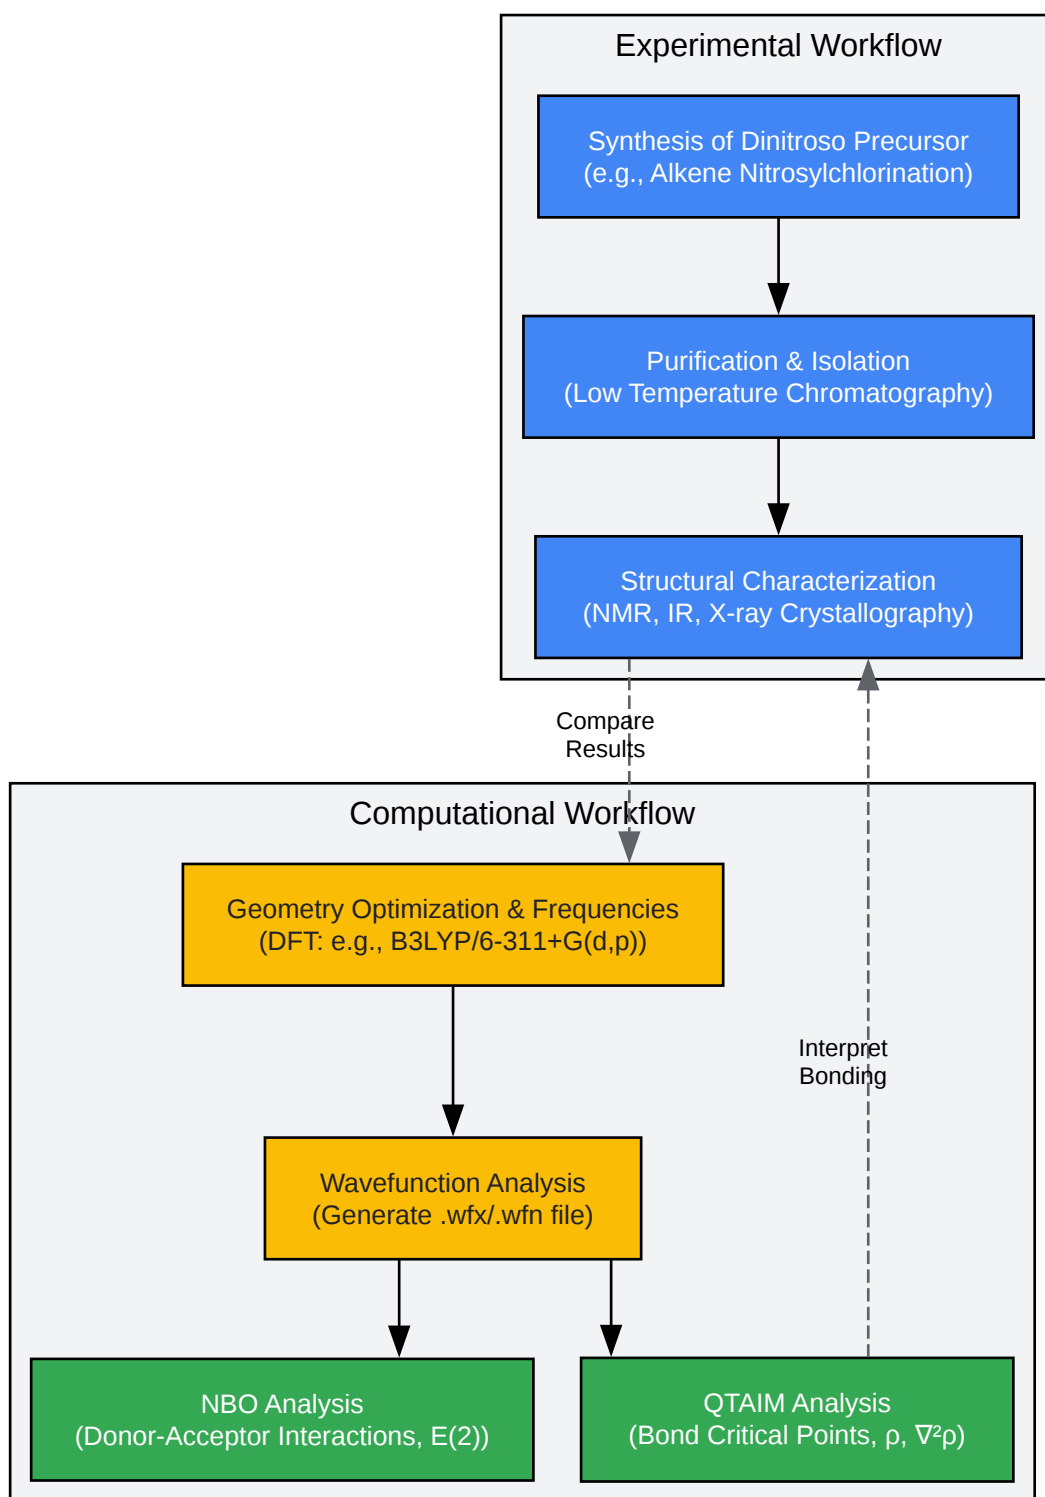 Experimental Workflow
Synthesis of Dinitroso Precursor
(e.g., Alkene Nitrosylchlorination)
Purification & Isolation
(Low Temperature Chromatography)
Structural Characterization
(NMR, IR, X-ray Crystallography)
Compare
Results
Computational Workflow
Geometry Optimization & Frequencies
(DFT: e.g., B3LYP/6-311+G(d,p))
Interpret
Bonding
Wavefunction Analysis
(Generate .wfx/.wfn file)
NBO Analysis
(Donor-Acceptor Interactions, E(2))
QTAIM Analysis
(Bond Critical Points, ρ, ∇²ρ)